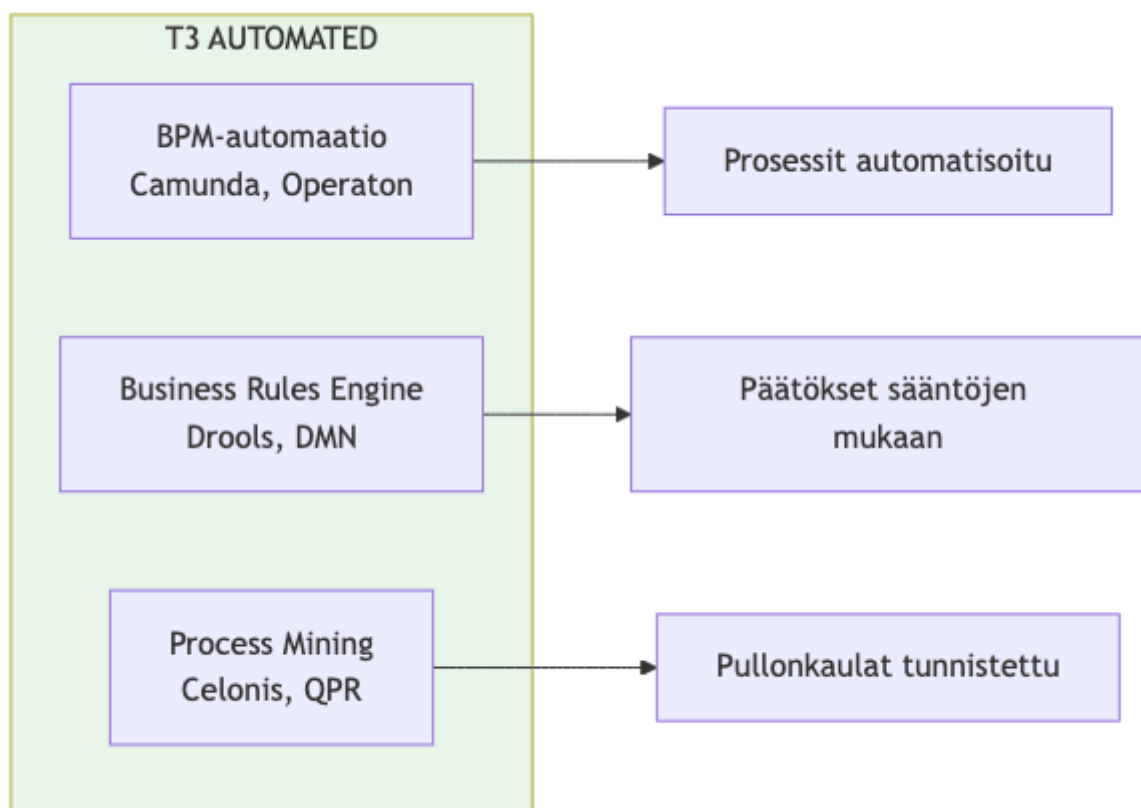 T3 AUTOMATED
BPM-automaatio
Camunda, Operaton
Prosessit automatisoitu
Business Rules Engine
Drools, DMN
Päätökset sääntöjen
mukaan
Process Mining
Celonis, QPR
Pullonkaulat tunnistettu